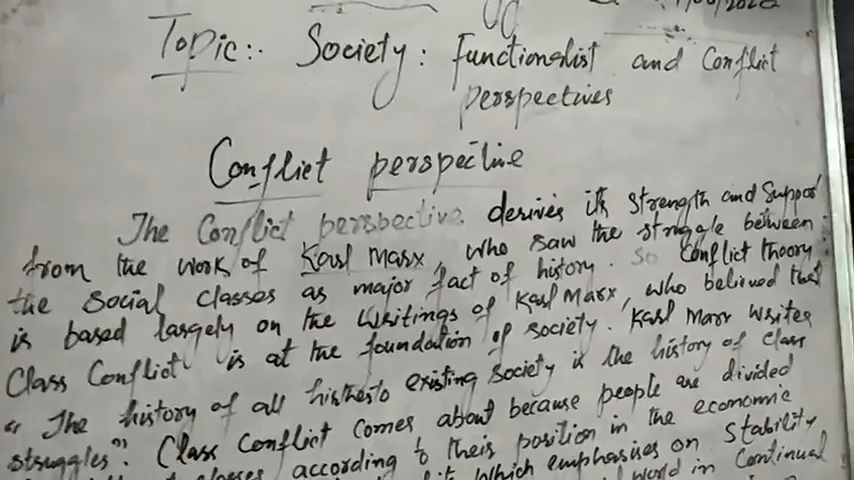 Topic:- Society: Functionalist and Conflict
perspectives
Conflict perspective
The Conflict perspective derives its strength and Support
from the work of Karl Marx, who saw the struggle between
the social classes as major fact of history. So Conflict theory
is based largely on the writings of Karl Marx, who believed that
Class Conflict is at the foundation of society. Karl Marx writes
" The history of all hitherto existing society is the history of class
struggles". Class Conflict comes about because people are divided
classes according to their position in the economic
which emphasises on Stability
world in Continual